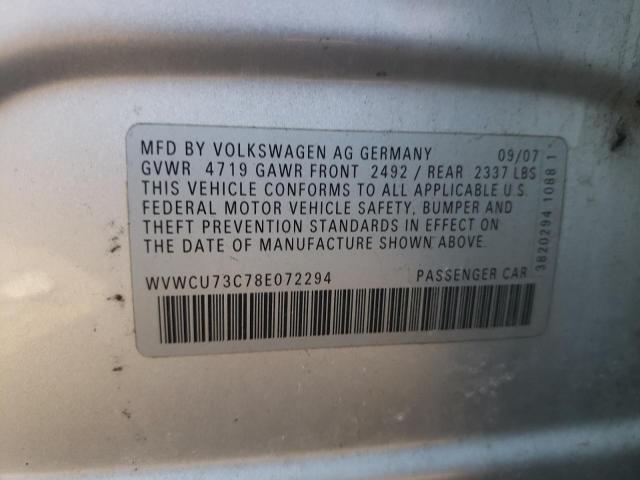 MFD BY VOLKSWAGEN AG GERMANY 09/07
GVWR 4719 GAWR FRONT 2492 / REAR 2337 LBS
THIS VEHICLE CONFORMS TO ALL APPLICABLE U.S.
FEDERAL MOTOR VEHICLE SAFETY, BUMPER AND
THEFT PREVENTION STANDARDS IN EFFECT ON
THE DATE OF MANUFACTURE SHOWN ABOVE.
WVWCU73C78E072294 PASSENGER CAR
3820294 1088 1